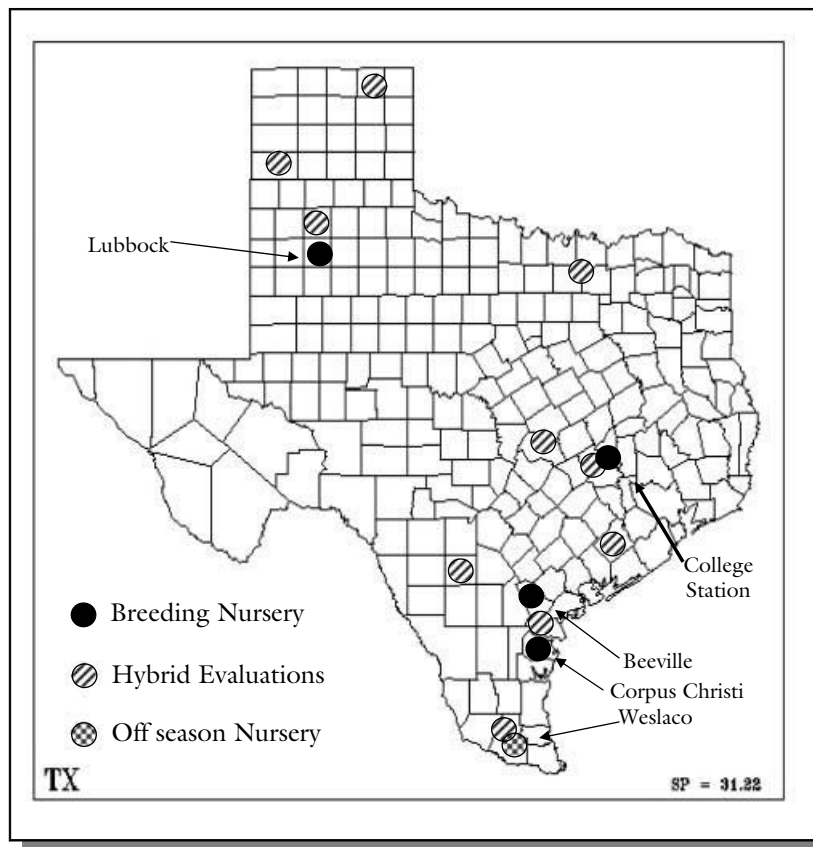 Lubbock
College
Station
Breeding Nursery
Beeville
Hybrid Evaluations
Corpus Christi
Weslaco
Off season Nursery
TX
SP = 31.22